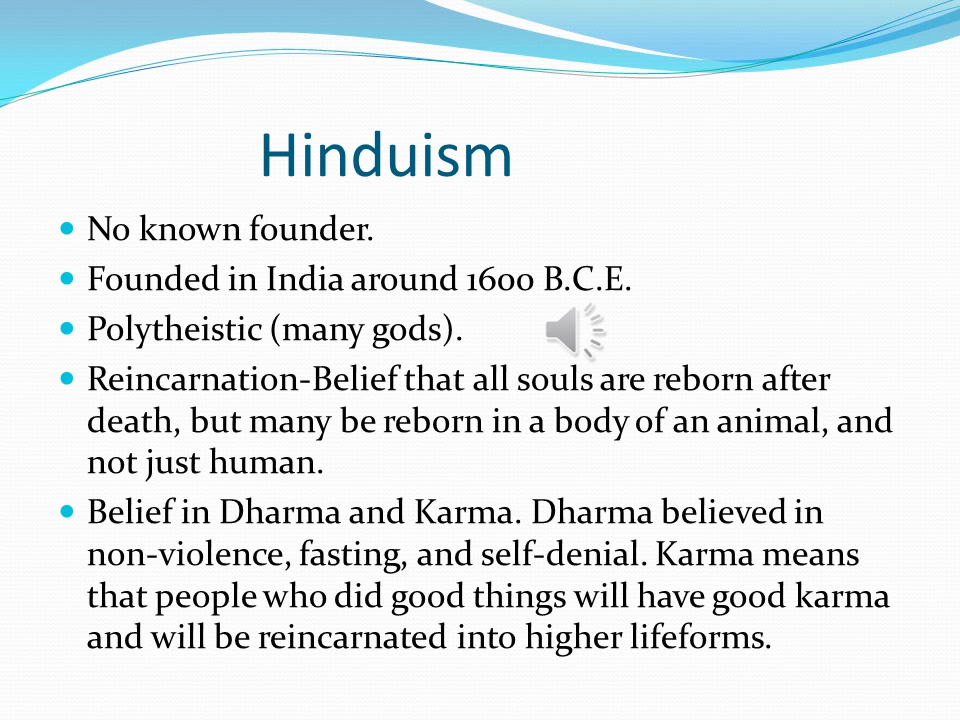 Hinduism
No known founder.
Founded in India around 1600 B.C.E.
Polytheistic (many gods).
Reincarnation-Belief that all souls are reborn after
death, but many be reborn in a body of an animal, and
not just human.
Belief in Dharma and Karma. Dharma believed in
non-violence, fasting, and self-denial. Karma means
that people who did good things will have good karma
and will be reincarnated into higher lifeforms.